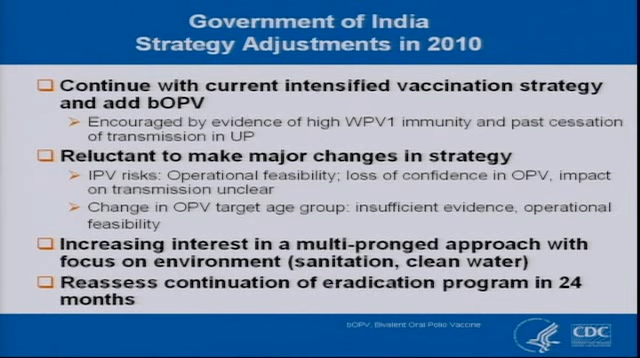 Government of India
Strategy Adjustments in 2010
Continue with current intensified vaccination strategy
and add bOPV
Encouraged by evidence of high WPV1 immunity and past cessation
of transmission in UP
Reluctant to make major changes in strategy
IPV risks: Operational feasibility; loss of confidence in OPV, impact
on transmission unclear
Change in OPV target age group: insufficient evidence, operational
feasibility
Increasing interest in a multi-pronged approach with
focus on environment (sanitation, clean water)
Reassess continuation of eradication program in 24
months
bOPV; Bivalent Oral Polio Vaccine
CDC